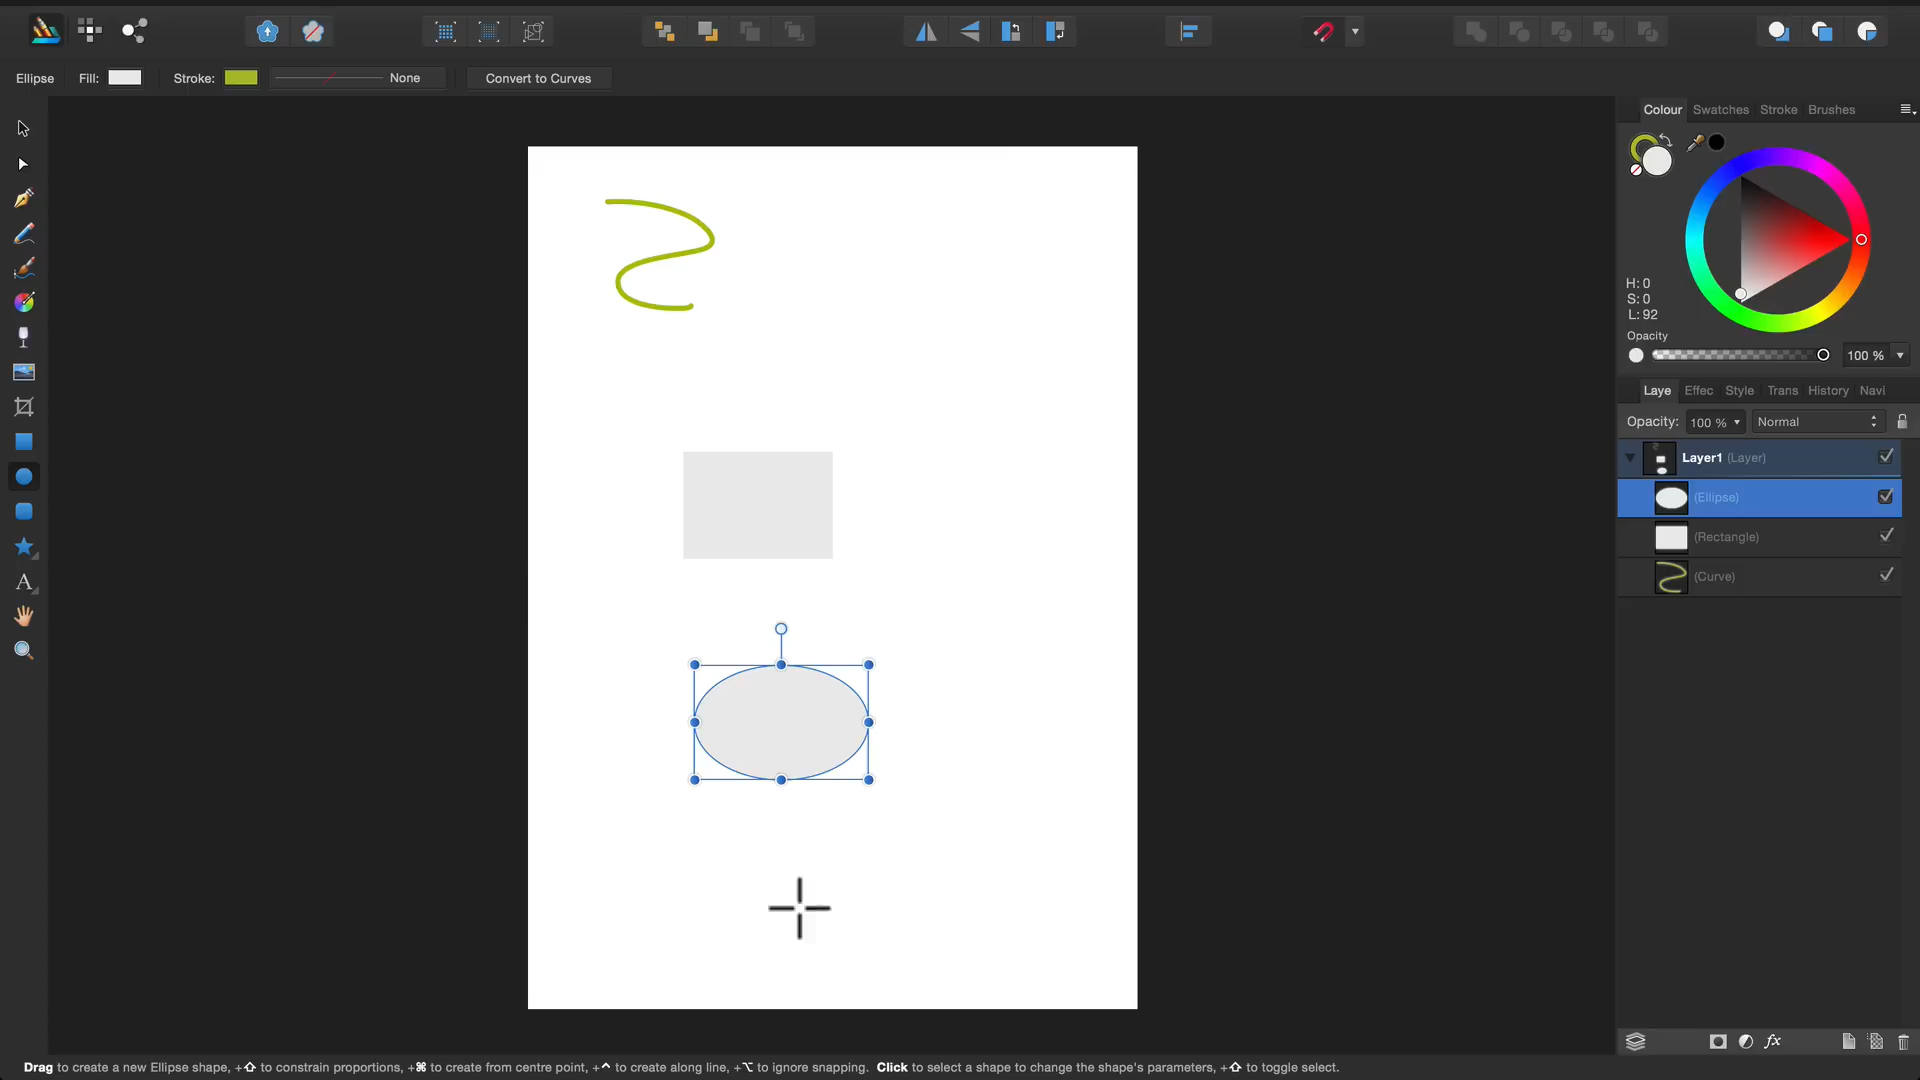 Ellipse Fill: Stroke: None Convert to Curves
Colour Swatches Stroke Brushes
H: 0
S: 0
L: 92
Opacity
100 %
Laye Effec Style Trans History Navi
Opacity: 100 % Normal
Layer1 (Layer)
(Ellipse)
(Rectangle)
(Curve)
A
fx
Drag to create a new Ellipse shape, +⇧ to constrain proportions, +⌘ to create from centre point, +⌃ to create along line, +⌥ to ignore snapping. Click to select a shape to change the shape's parameters, +⇧ to toggle select.